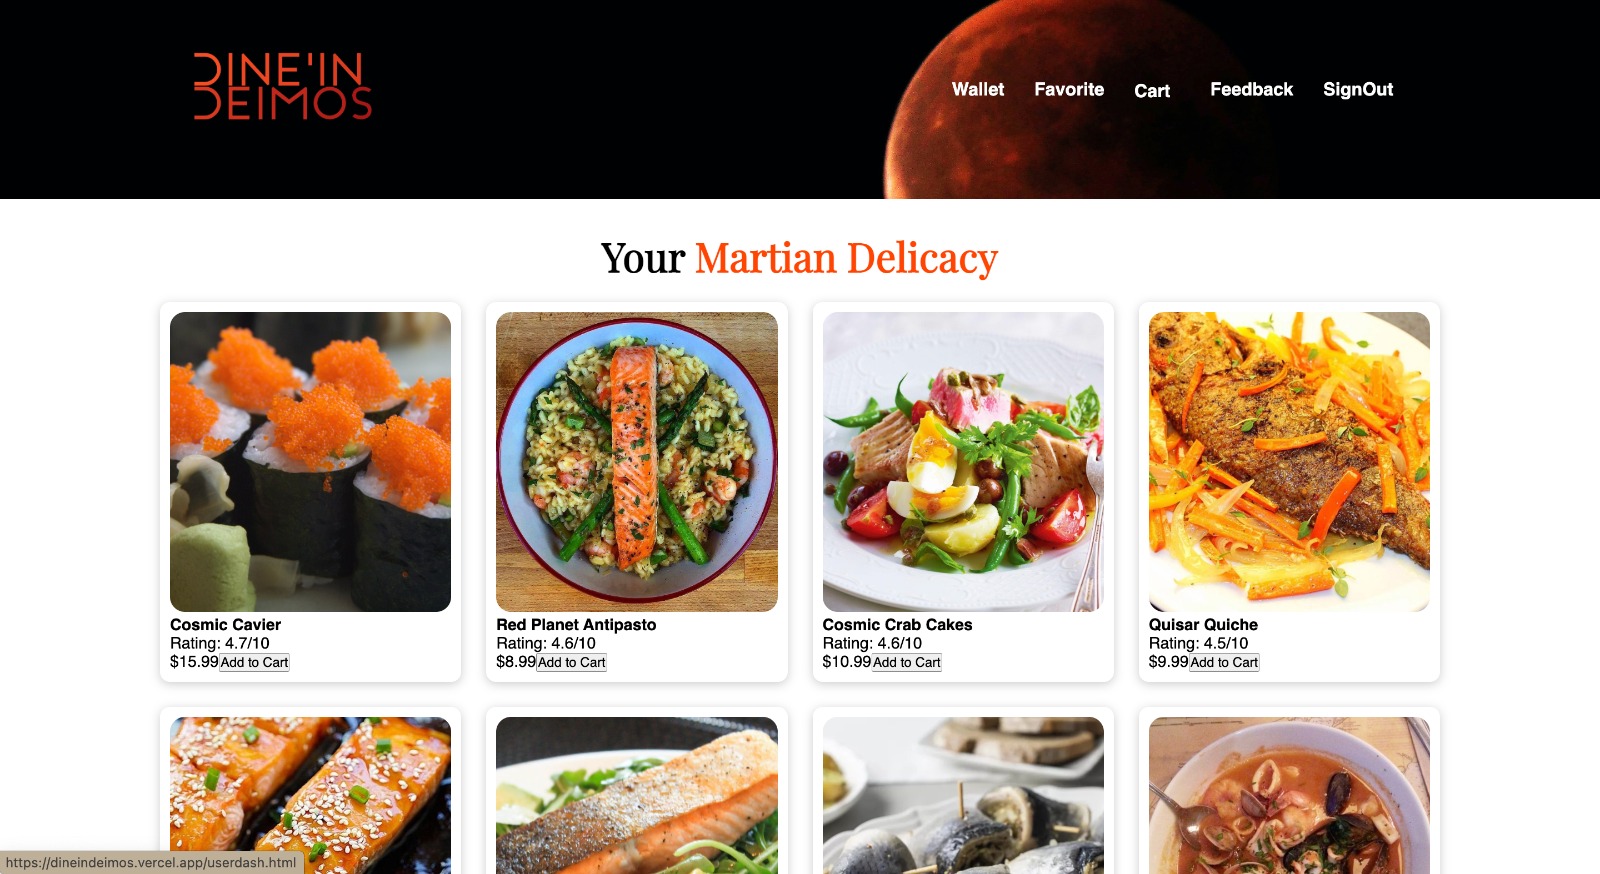 DINE'IN
DEIMOS
Wallet Favorite Cart Feedback SignOut
Your Martian Delicacy
Cosmic Cavier
Rating: 4.7/10
$15.99 Add to Cart
Red Planet Antipasto
Rating: 4.6/10
$8.99 Add to Cart
Cosmic Crab Cakes
Rating: 4.6/10
$10.99 Add to Cart
Quisar Quiche
Rating: 4.5/10
$9.99 Add to Cart
https://dineindeimos.vercel.app/userdash.html